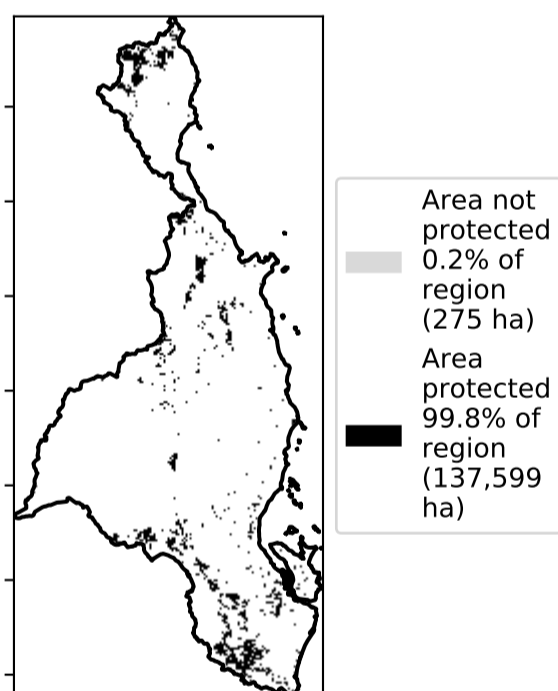 Area not
protected
0.2% of
region
(275 ha)
Area
protected
99.8% of
region
(137,599
ha)